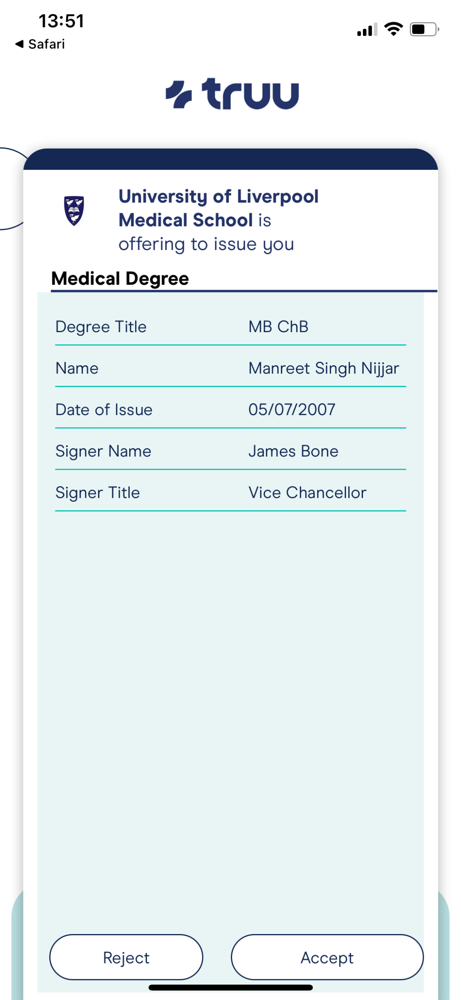 13:51
◀ Safari
truu
University of Liverpool
Medical School is
offering to issue you
Medical Degree
Degree Title MB ChB
Name Manreet Singh Nijjar
Date of Issue 05/07/2007
Signer Name James Bone
Signer Title Vice Chancellor
Reject Accept